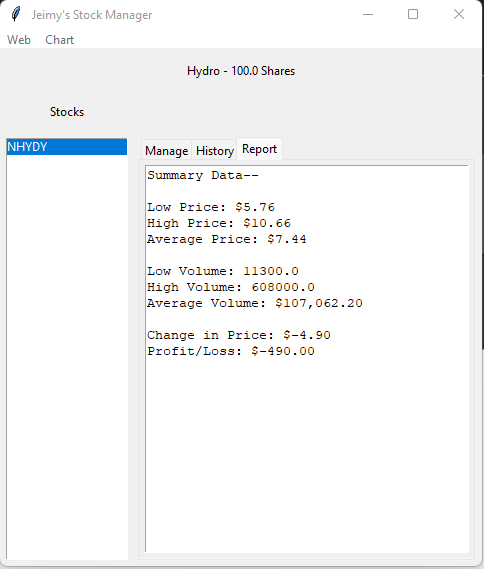 Jeimy's Stock Manager
Web Chart
Hydro - 100.0 Shares
Stocks
NHYDY
Manage History Report
Summary Data--
Low Price: $5.76
High Price: $10.66
Average Price: $7.44
Low Volume: 11300.0
High Volume: 608000.0
Average Volume: $107,062.20
Change in Price: $-4.90
Profit/Loss: $-490.00